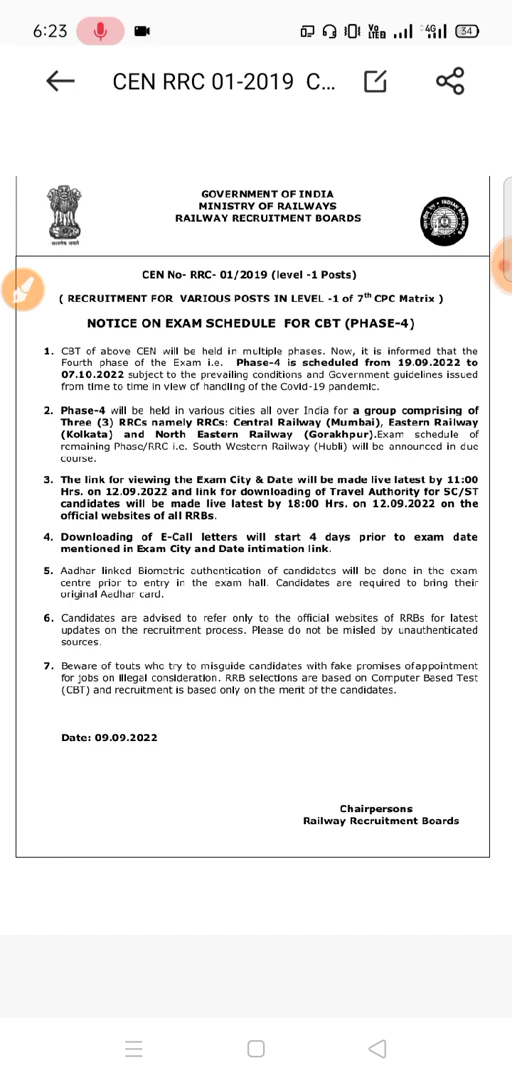 6:23
Vo
LTE B
4G
34
CEN RRC 01-2019 C...
GOVERNMENT OF INDIA
MINISTRY OF RAILWAYS
RAILWAY RECRUITMENT BOARDS
सत्यमेव जयते
CEN No- RRC- 01/2019 (level -1 Posts)
( RECRUITMENT FOR VARIOUS POSTS IN LEVEL -1 of 7th CPC Matrix )
NOTICE ON EXAM SCHEDULE FOR CBT (PHASE-4)
1. CBT of above CEN will be held in multiple phases. Now, it is informed that the
Fourth phase of the Exam i.e. Phase-4 is scheduled from 19.09.2022 to
07.10.2022 subject to the prevailing conditions and Government guidelines issued
from time to time in view of handling of the Covid-19 pandemic.
2. Phase-4 will be held in various cities all over India for a group comprising of
Three (3) RRCs namely RRCs: Central Railway (Mumbai), Eastern Railway
(Kolkata) and North Eastern Railway (Gorakhpur).Exam schedule of
remaining Phase/RRC i.e. South Western Railway (Hubli) will be announced in due
course.
3. The link for viewing the Exam City & Date will be made live latest by 11:00
Hrs. on 12.09.2022 and link for downloading of Travel Authority for SC/ST
candidates will be made live latest by 18:00 Hrs. on 12.09.2022 on the
official websites of all RRBs.
4. Downloading of E-Call letters will start 4 days prior to exam date
mentioned in Exam City and Date intimation link.
5. Aadhar linked Biometric authentication of candidates will be done in the exam
centre prior to entry in the exam hall. Candidates are required to bring their
original Aadhar card.
6. Candidates are advised to refer only to the official websites of RRBs for latest
updates on the recruitment process. Please do not be misled by unauthenticated
sources.
7. Beware of touts who try to misguide candidates with fake promises ofappointment
for jobs on illegal consideration. RRB selections are based on Computer Based Test
(CBT) and recruitment is based only on the merit of the candidates.
Date: 09.09.2022
Chairpersons
Railway Recruitment Boards